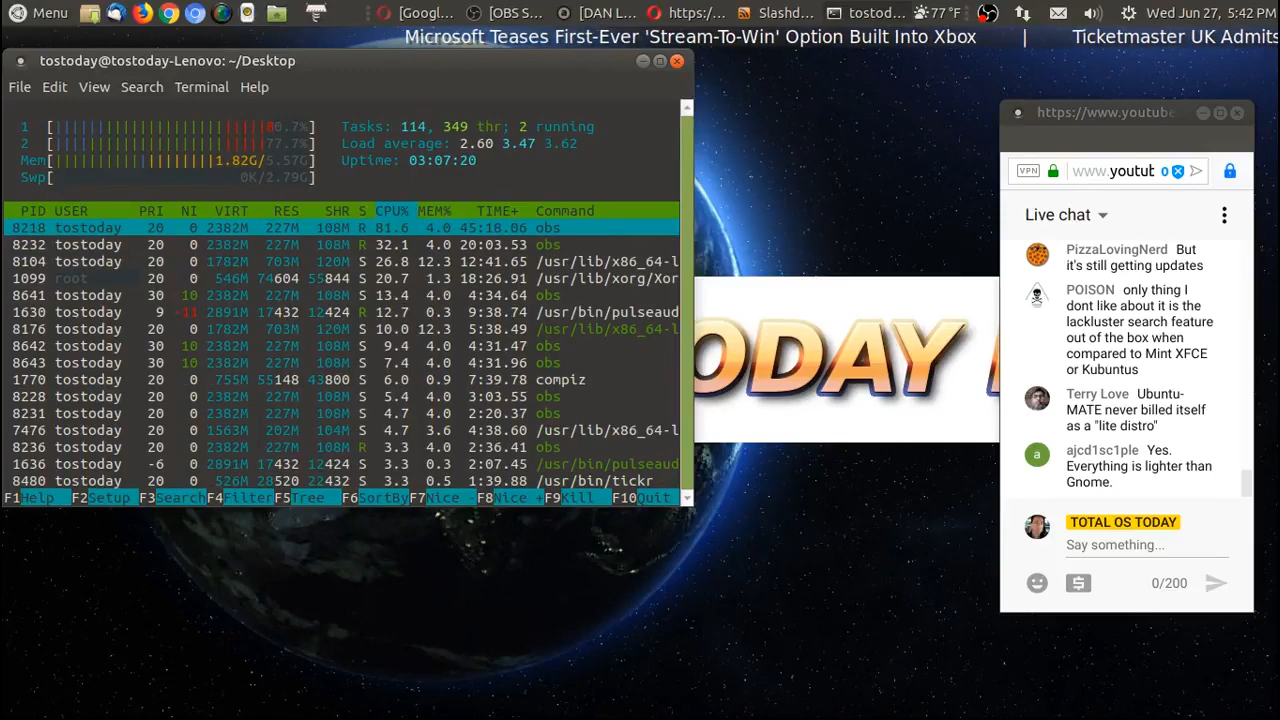 Menu [Googl... [OBS S... [DAN L... https:/... Slashd... tostod... 77 °F Wed Jun 27, 5:42 PM
Microsoft Teases First-Ever 'Stream-To-Win' Option Built Into Xbox | Ticketmaster UK Admits
tostoday@tostoday-Lenovo: ~/Desktop
File Edit View Search Terminal Help
1 [||||||||||||||||||||||||||80.7%] Tasks: 114, 349 thr; 2 running
2 [||||||||||||||||||||||||| 77.7%] Load average: 2.60 3.47 3.62
Mem[|||||||||||||||||||1.82G/5.57G] Uptime: 03:07:20
Swp[ 0K/2.79G]
PID USER PRI NI VIRT RES SHR S CPU% MEM% TIME+ Command
8218 tostoday 20 0 2382M 227M 108M R 81.6 4.0 45:18.06 obs
8232 tostoday 20 0 2382M 227M 108M R 32.1 4.0 20:03.53 obs
8104 tostoday 20 0 1782M 703M 120M S 26.8 12.3 12:41.65 /usr/lib/x86_64-l
1099 root 20 0 546M 74604 55844 S 20.7 1.3 18:26.91 /usr/lib/xorg/Xor
8641 tostoday 30 10 2382M 227M 108M S 13.4 4.0 4:34.64 obs
1630 tostoday 9 -11 2891M 17432 12424 R 12.7 0.3 9:38.74 /usr/bin/pulseaud
8176 tostoday 20 0 1782M 703M 120M S 10.0 12.3 5:38.49 /usr/lib/x86_64-l
8642 tostoday 30 10 2382M 227M 108M S 9.4 4.0 4:31.47 obs
8643 tostoday 30 10 2382M 227M 108M S 7.4 4.0 4:31.96 obs
1770 tostoday 20 0 755M 55148 43800 S 6.0 0.9 7:39.78 compiz
8228 tostoday 20 0 2382M 227M 108M S 5.4 4.0 3:03.55 obs
8231 tostoday 20 0 2382M 227M 108M S 4.7 4.0 2:20.37 obs
7476 tostoday 20 0 1563M 202M 104M S 4.7 3.6 4:38.60 /usr/lib/x86_64-l
8236 tostoday 20 0 2382M 227M 108M R 3.3 4.0 2:36.41 obs
1636 tostoday -6 0 2891M 17432 12424 S 3.3 0.3 2:07.45 /usr/bin/pulseaud
8480 tostoday 20 0 526M 28520 21960 S 3.3 0.5 1:39.88 /usr/bin/tickr
F1Help F2Setup F3Search F4Filter F5Tree F6SortBy F7Nice - F8Nice + F9Kill F10Quit
ODAY
https://www.youtube
VPN www.youtub 0
Live chat
PizzaLovingNerd But
it's still getting updates
POISON only thing I
dont like about it is the
lackluster search feature
out of the box when
compared to Mint XFCE
or Kubuntus
Terry Love Ubuntu-
MATE never billed itself
as a "lite distro"
ajcd1sc1ple Yes.
Everything is lighter than
Gnome.
TOTAL OS TODAY
Say something...
0/200